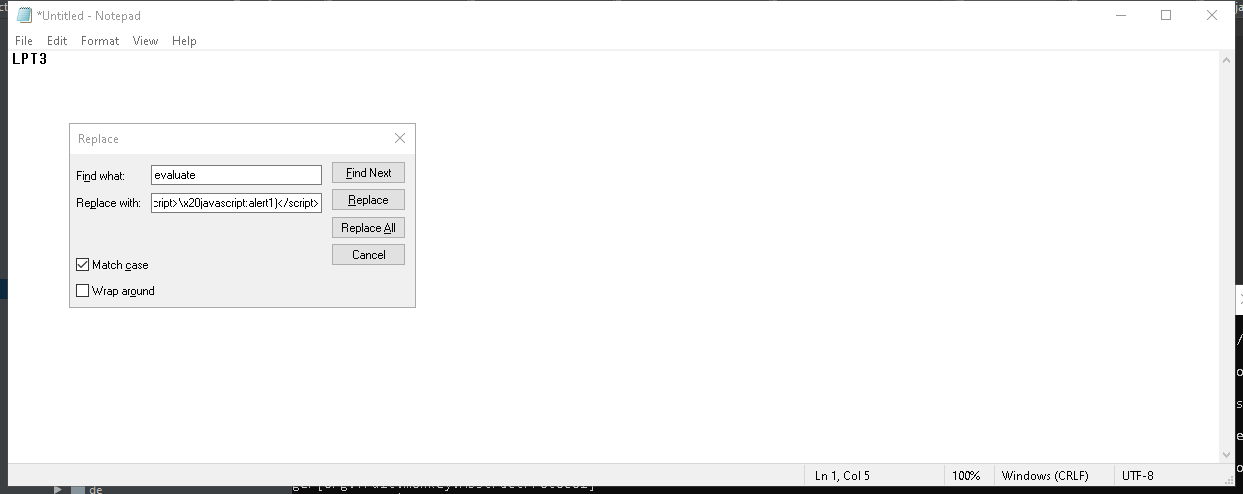 *Untitled - Notepad
File Edit Format View Help
LPT3
Replace
Find what: evaluate Find Next
Replace with: cript>\x20javascript:alert1)</script> Replace
Replace All
Cancel
Match case
Wrap around
Ln 1, Col 5 100% Windows (CRLF) UTF-8
de